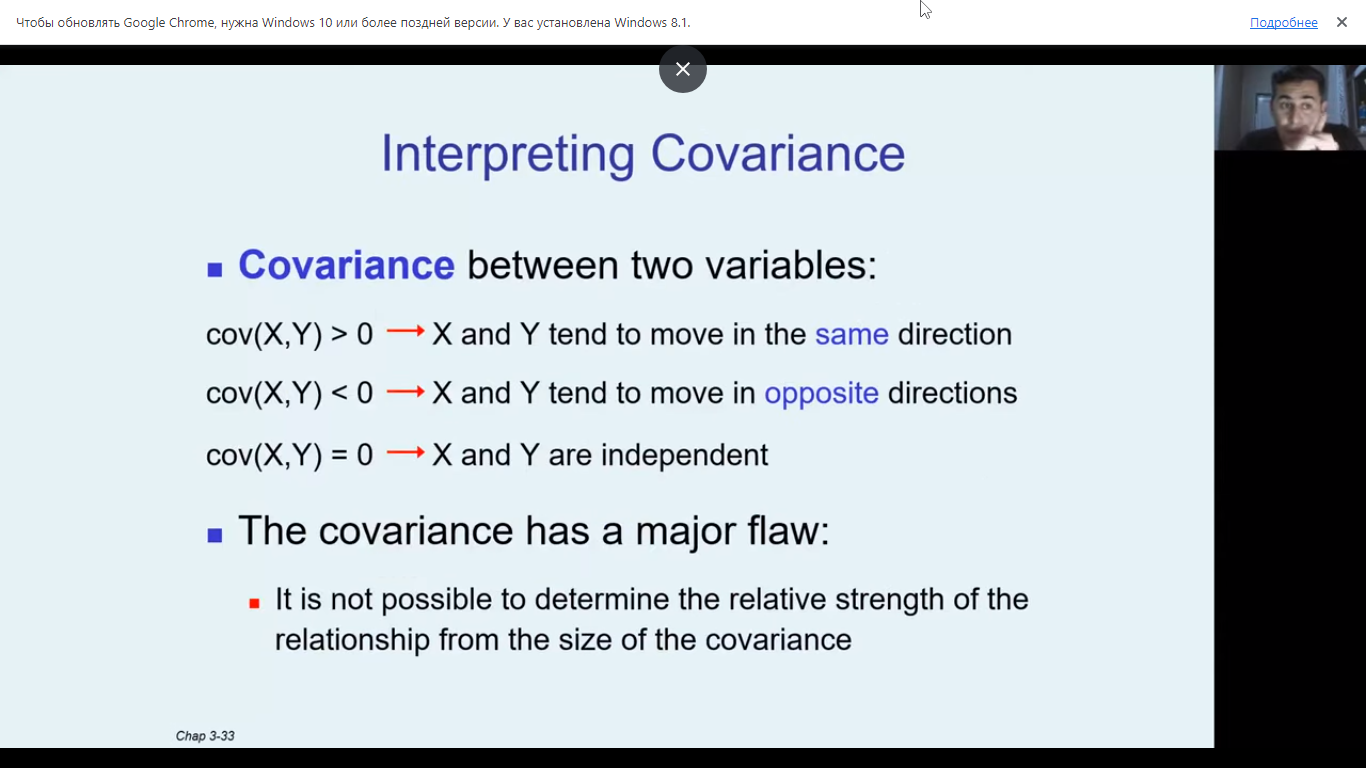 Чтобы обновлять Google Chrome, нужна Windows 10 или более поздней версии. У вас установлена Windows 8.1.
Подробнее
Interpreting Covariance
Covariance between two variables:
cov(X,Y) > 0 → X and Y tend to move in the same direction
cov(X,Y) < 0 → X and Y tend to move in opposite directions
cov(X,Y) = 0 → X and Y are independent
The covariance has a major flaw:
It is not possible to determine the relative strength of the
relationship from the size of the covariance
Chap 3-33